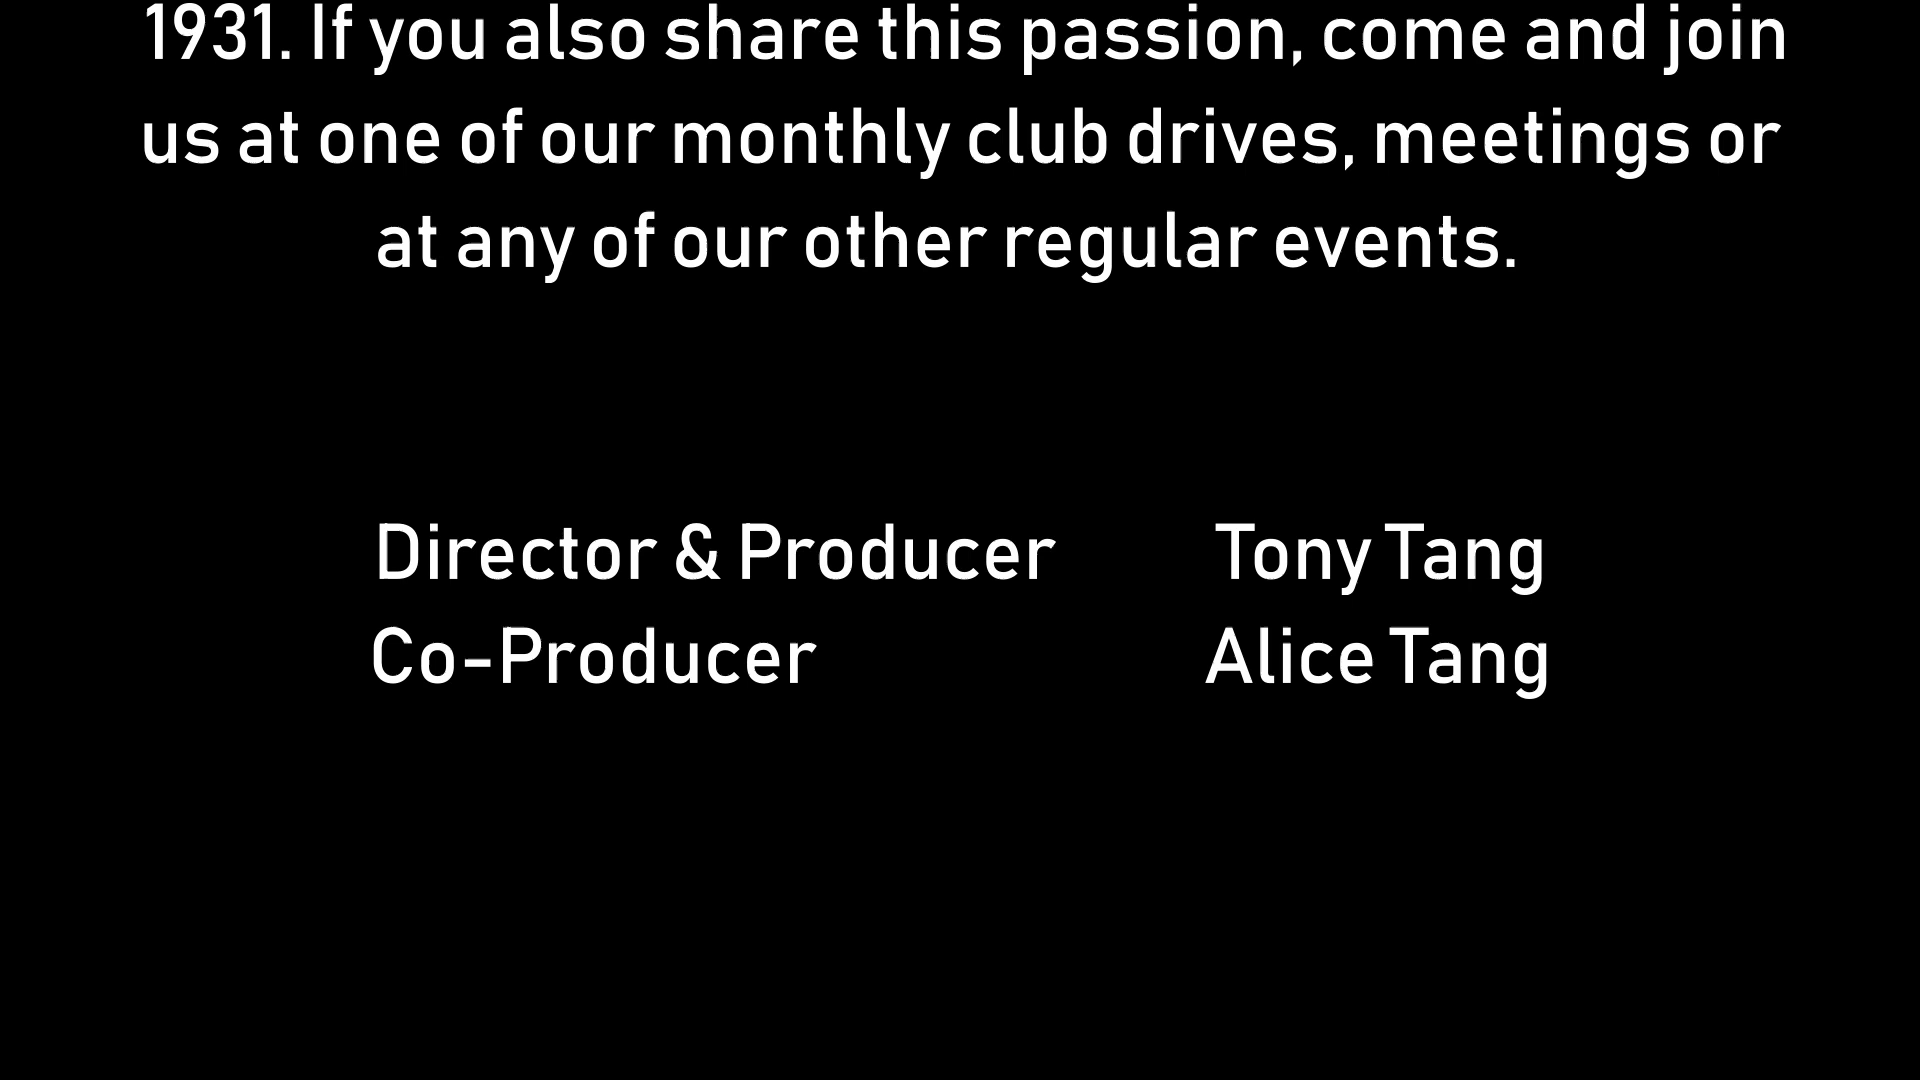 1931. If you also share this passion, come and join
us at one of our monthly club drives, meetings or
at any of our other regular events.
Director & Producer Tony Tang
Co-Producer Alice Tang